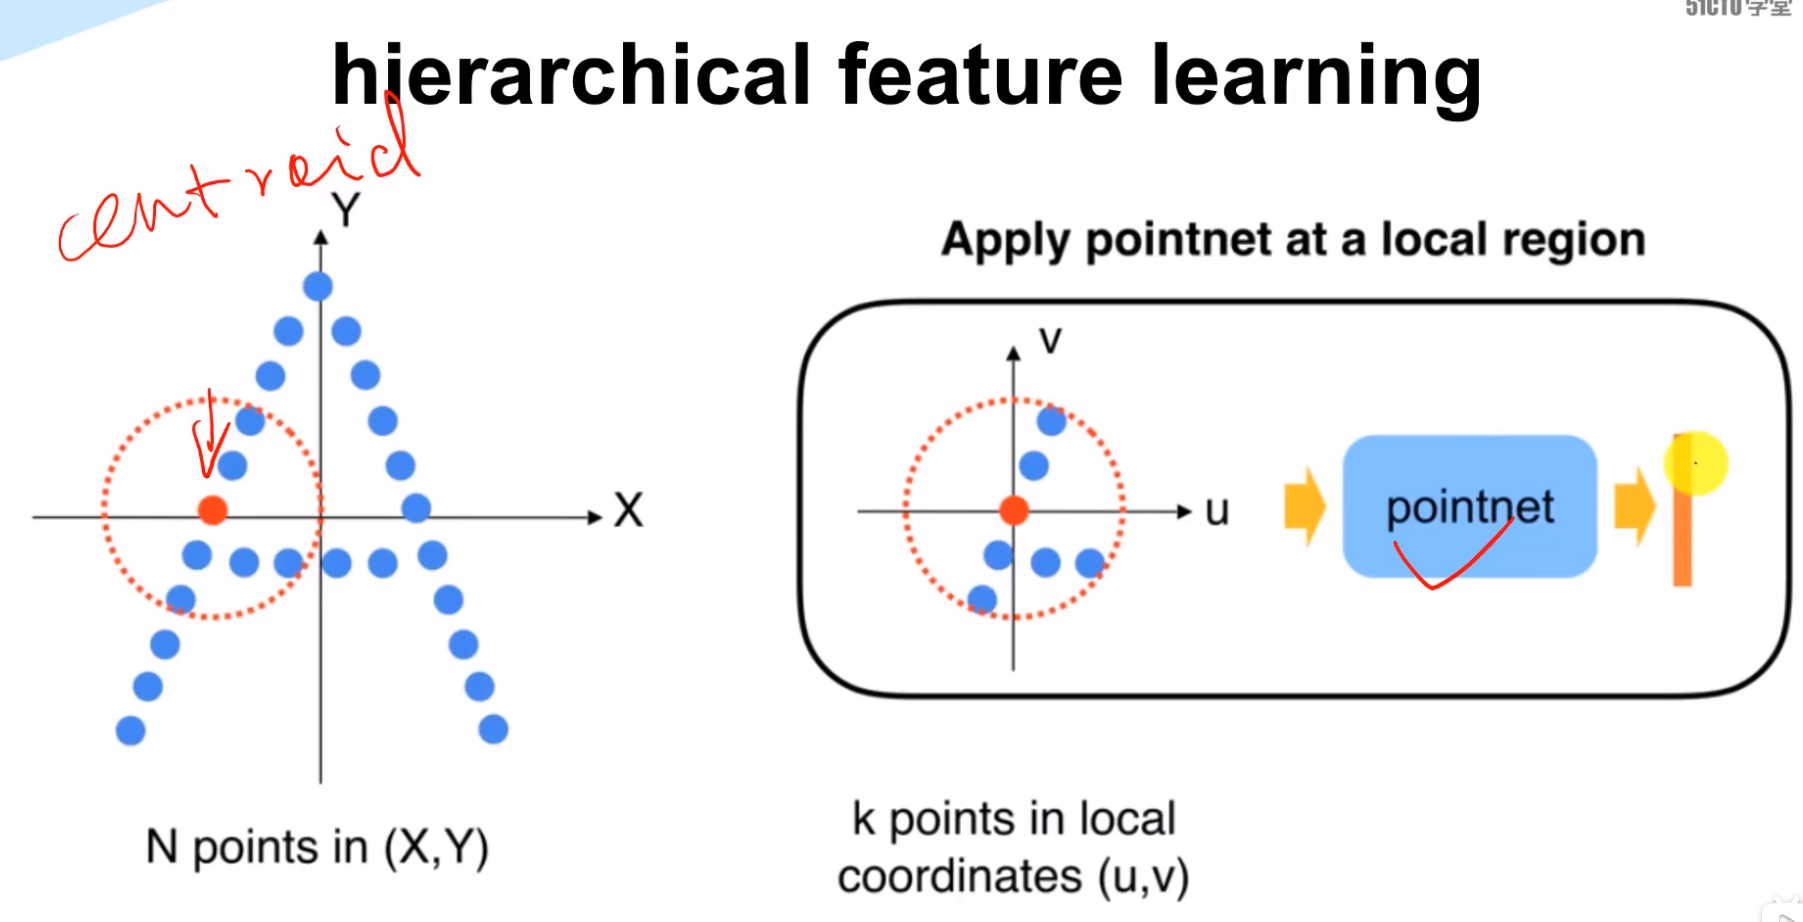 51CTO学堂
hierarchical feature learning
centroid
Y
X
N points in (X,Y)
Apply pointnet at a local region
v
u
pointnet
k points in local
coordinates (u,v)